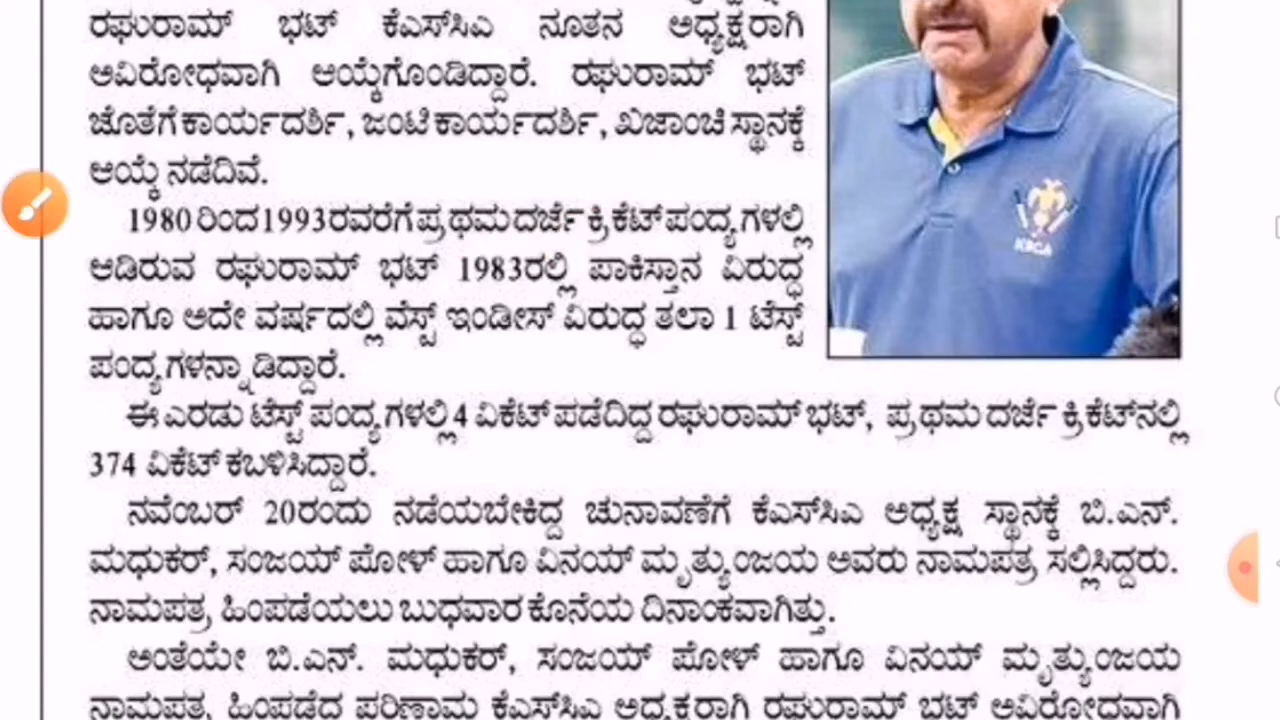 ರಘುರಾಮ್ ಭಟ್ ಕೆಎಸ್‌ಸಿಎ ನೂತನ ಅಧ್ಯಕ್ಷರಾಗಿ
ಅವಿರೋಧವಾಗಿ ಆಯ್ಕೆಗೊಂಡಿದ್ದಾರೆ. ರಘುರಾಮ್ ಭಟ್
ಜೊತೆಗೆ ಕಾರ್ಯದರ್ಶಿ, ಜಂಟಿ ಕಾರ್ಯದರ್ಶಿ, ಖಜಾಂಚಿ ಸ್ಥಾನಕ್ಕೆ
ಆಯ್ಕೆ ನಡೆದಿವೆ.
1980 ರಿಂದ 1993ರವರೆಗೆ ಪ್ರಥಮ ದರ್ಜೆ ಕ್ರಿಕೆಟ್ ಪಂದ್ಯಗಳಲ್ಲಿ
ಆಡಿರುವ ರಘುರಾಮ್ ಭಟ್ 1983ರಲ್ಲಿ ಪಾಕಿಸ್ತಾನ ವಿರುದ್ಧ
ಹಾಗೂ ಅದೇ ವರ್ಷದಲ್ಲಿ ವೆಸ್ಟ್ ಇಂಡೀಸ್ ವಿರುದ್ಧ ತಲಾ 1 ಟೆಸ್ಟ್
ಪಂದ್ಯಗಳನ್ನಾಡಿದ್ದಾರೆ.
ಈ ಎರಡು ಟೆಸ್ಟ್ ಪಂದ್ಯಗಳಲ್ಲಿ 4 ವಿಕೆಟ್ ಪಡೆದಿದ್ದ ರಘುರಾಮ್ ಭಟ್, ಪ್ರಥಮ ದರ್ಜೆ ಕ್ರಿಕೆಟ್‌ನಲ್ಲಿ
374 ವಿಕೆಟ್ ಕಬಳಿಸಿದ್ದಾರೆ.
ನವೆಂಬರ್ 20ರಂದು ನಡೆಯಬೇಕಿದ್ದ ಚುನಾವಣೆಗೆ ಕೆಎಸ್‌ಸಿಎ ಅಧ್ಯಕ್ಷ ಸ್ಥಾನಕ್ಕೆ ಬಿ.ಎನ್.
ಮಧುಕರ್, ಸಂಜಯ್ ಪೋಳ್ ಹಾಗೂ ವಿನಯ್ ಮೃತ್ಯುಂಜಯ ಅವರು ನಾಮಪತ್ರ ಸಲ್ಲಿಸಿದ್ದರು.
ನಾಮಪತ್ರ ಹಿಂಪಡೆಯಲು ಬುಧವಾರ ಕೊನೆಯ ದಿನಾಂಕವಾಗಿತ್ತು.
ಅಂತೆಯೇ ಬಿ.ಎನ್. ಮಧುಕರ್, ಸಂಜಯ್ ಪೋಳ್ ಹಾಗೂ ವಿನಯ್ ಮೃತ್ಯುಂಜಯ
ನಾಮಪತ್ರ ಹಿಂಪಡೆದ ಪರಿಣಾಮ ಕೆಎಸ್‌ಸಿಎ ಅಧ್ಯಕ್ಷರಾಗಿ ರಘುರಾಮ್ ಭಟ್ ಅವಿರೋಧವಾಗಿ
KSCA